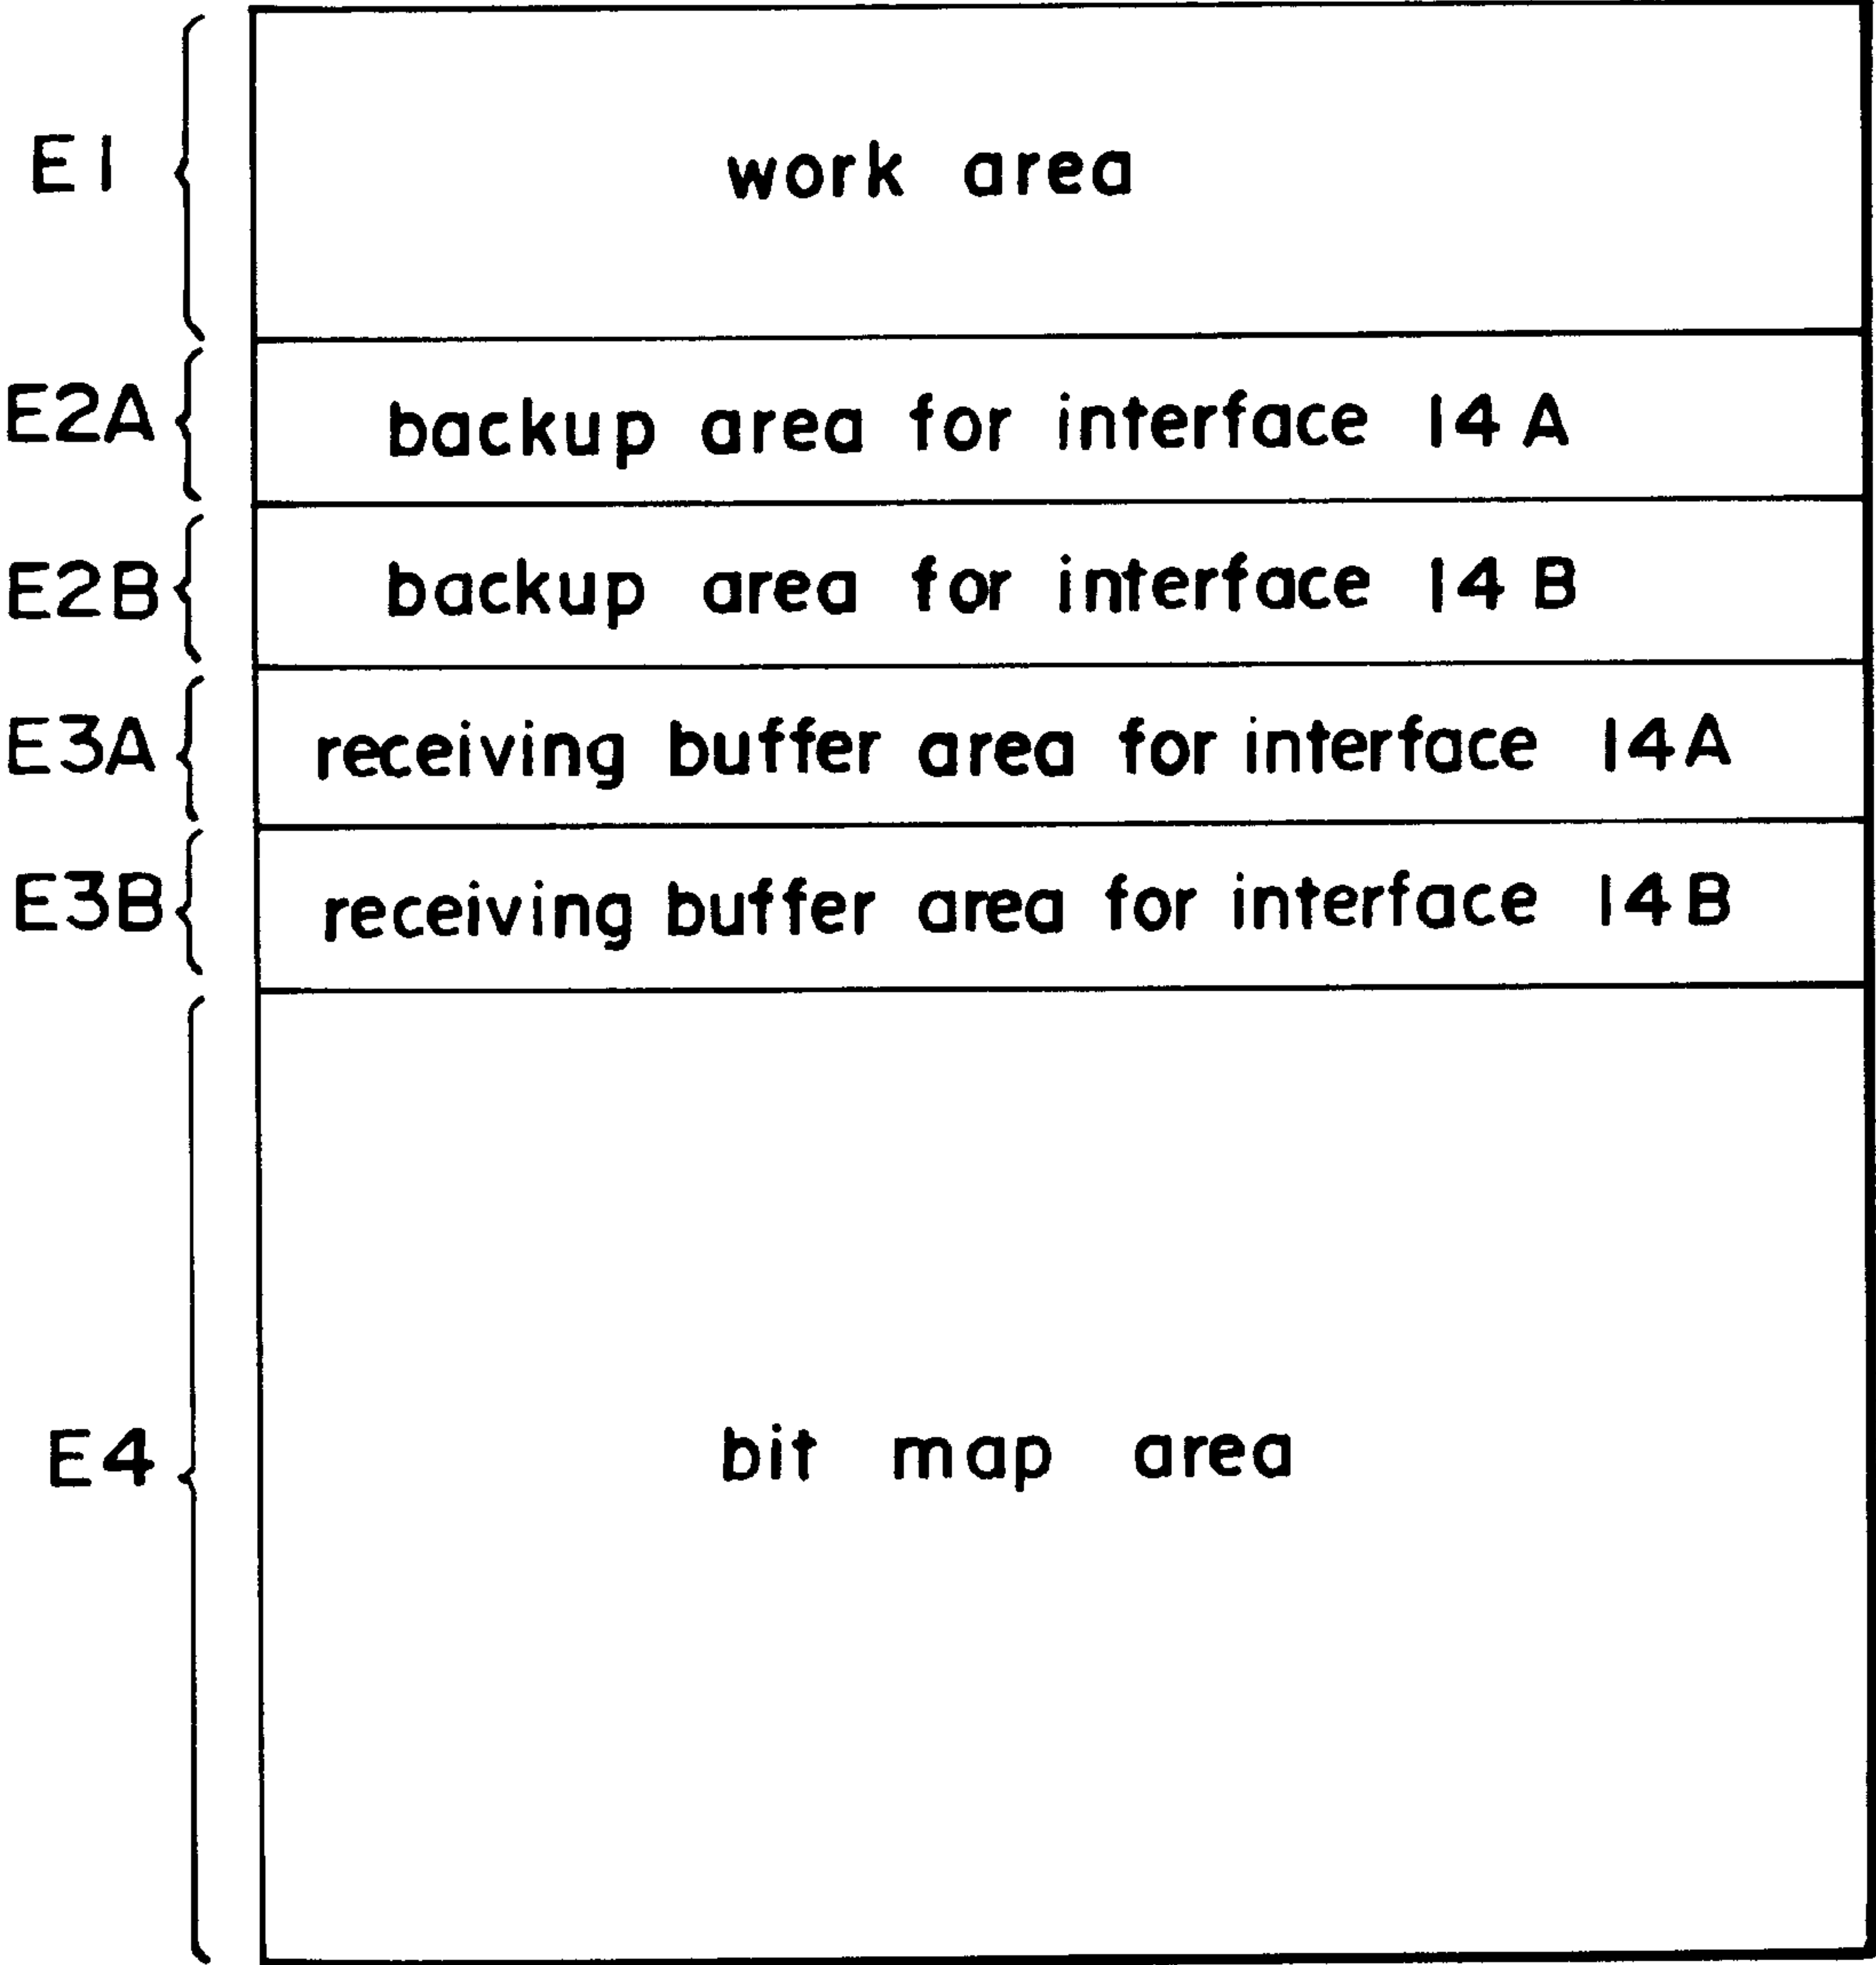 E1 work area
E2A backup area for interface 14A
E2B backup area for interface 14B
E3A receiving buffer area for interface 14A
E3B receiving buffer area for interface 14B
E4 bit map area